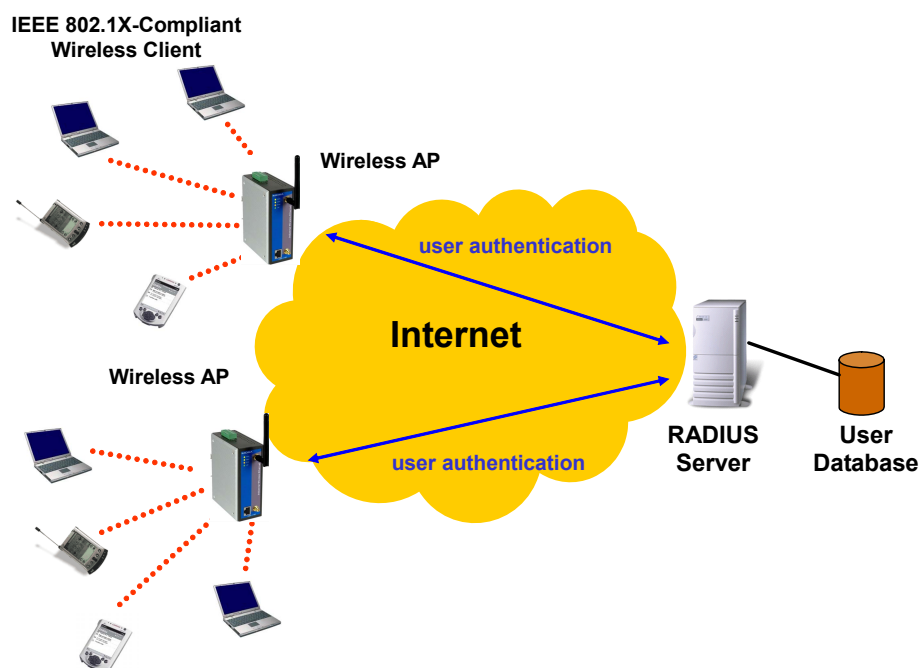 IEEE 802.1X-Compliant
Wireless Client
Wireless AP
user authentication
Internet
Wireless AP
user authentication
RADIUS
Server
User
Database